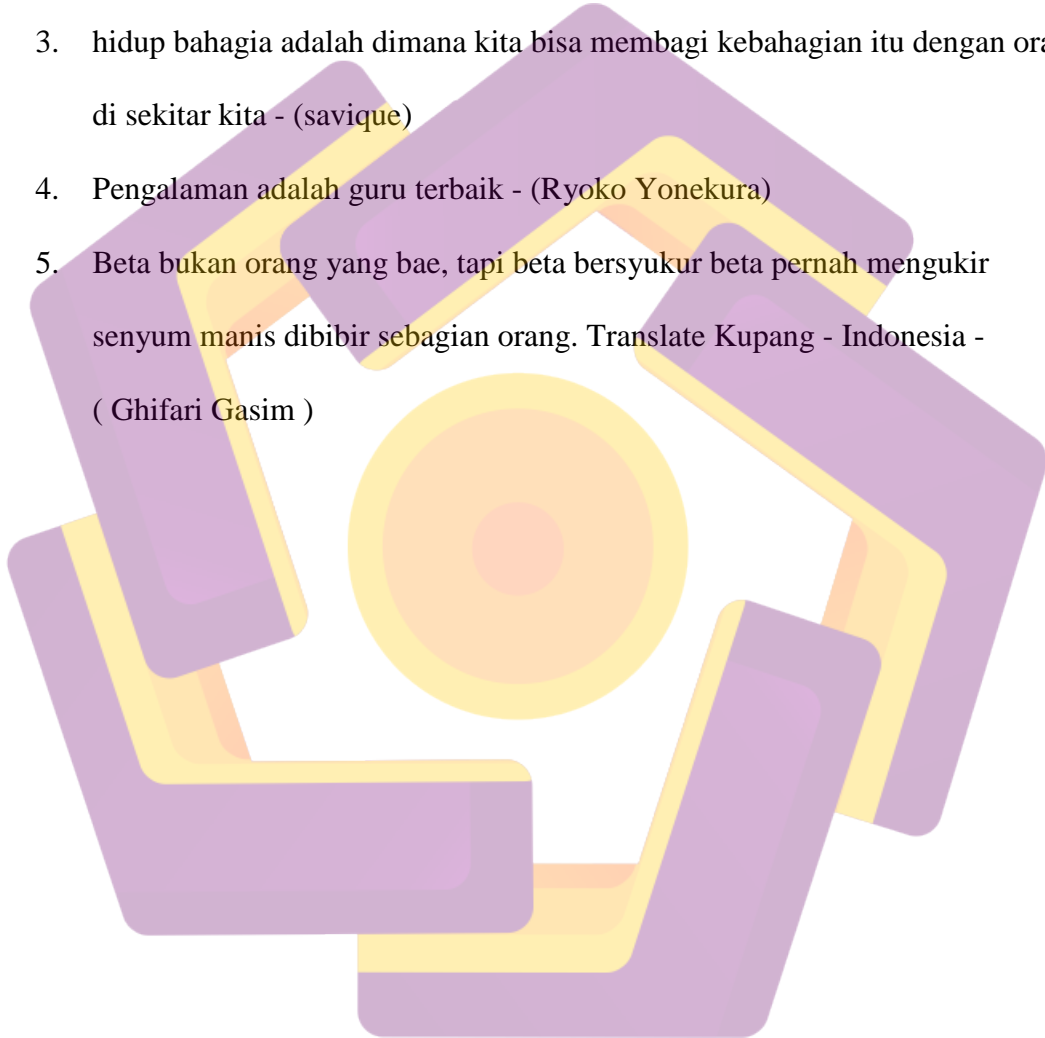 3. hidup bahagia adalah dimana kita bisa membagi kebahagian itu dengan
di sekitar kita - (savique)
4. Pengalaman adalah guru terbaik - (Ryoko Yonekura)
5. Beta bukan orang yang bae, tapi beta bersyukur beta pernah mengukir
senyum manis dibibir sebagian orang. Translate Kupang - Indonesia -
( Ghifari Gasim )